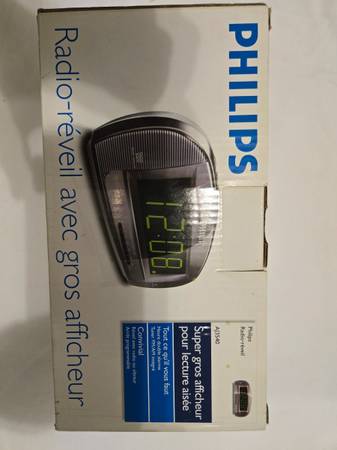 PHILIPS
Radio-réveil avec gros afficheur
12:08
Philips
Radio-réveil
AJ3540
Super gros afficheur
pour lecture aisée
Tout ce qu'il vous faut
Convivial